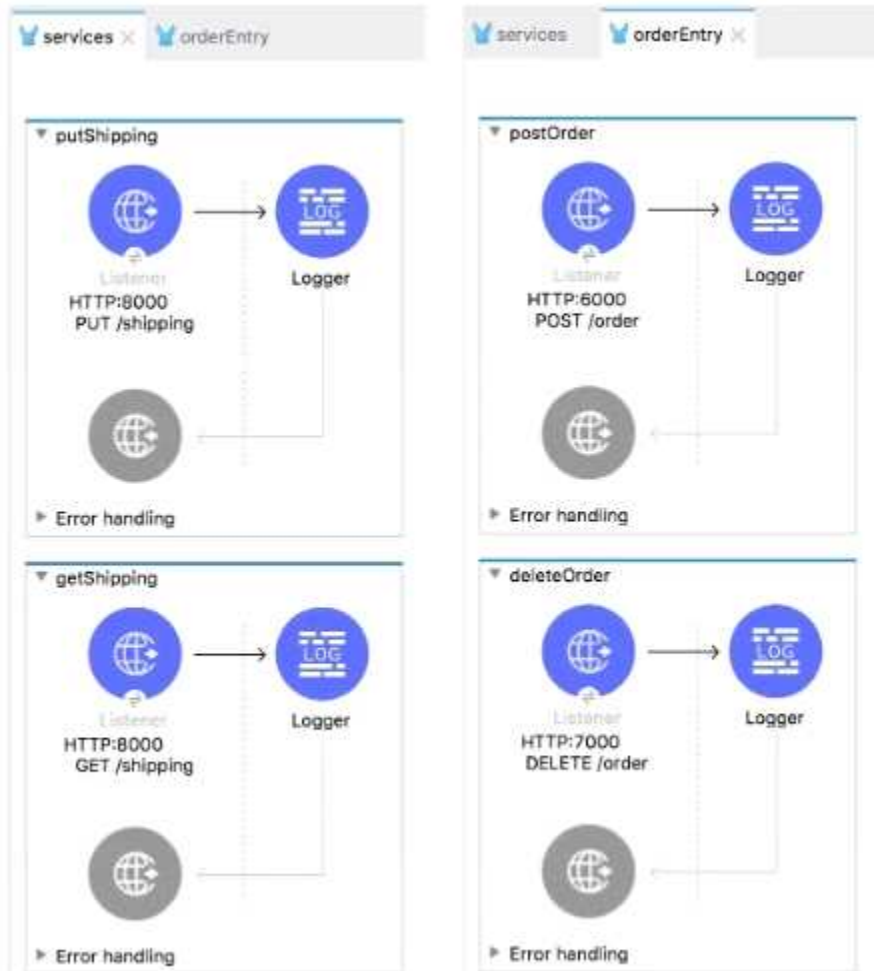 services
orderEntry
putShipping
LOG
Listener
Logger
HTTP:8000
PUT /shipping
Error handling
getShipping
LOG
Listener
Logger
HTTP:8000
GET /shipping
Error handling
services
orderEntry
postOrder
LOG
Listener
Logger
HTTP:6000
POST /order
Error handling
deleteOrder
LOG
Listener
Logger
HTTP:7000
DELETE /order
Error handling